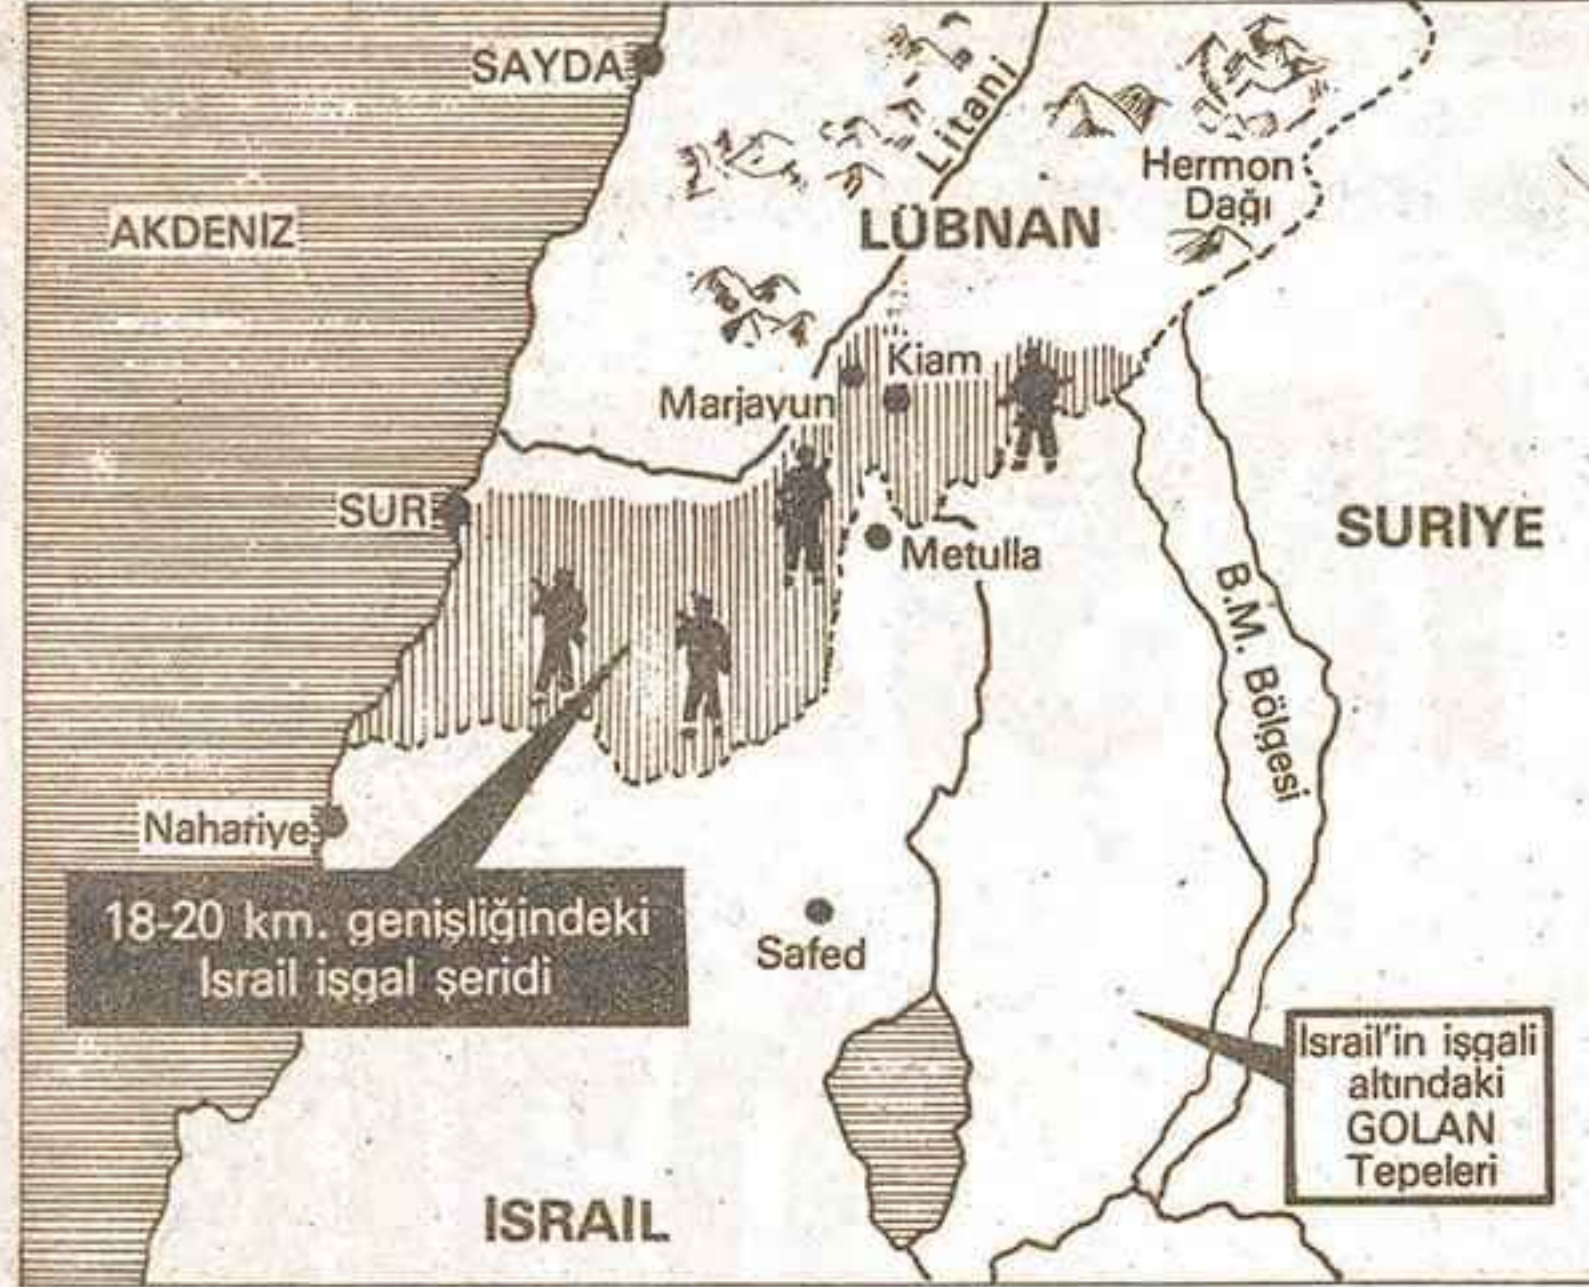 SAYDA
Litani
Hermon
Dağı
AKDENİZ
LÜBNAN
Kiam
Marjayun
SUR
Metulla
SURİYE
B.M. Bölgesi
Nahariye
18-20 km. genişliğindeki
İsrail işgal şeridi
Safed
İsrail'in işgali
altındaki
GOLAN
Tepeleri
İSRAİL